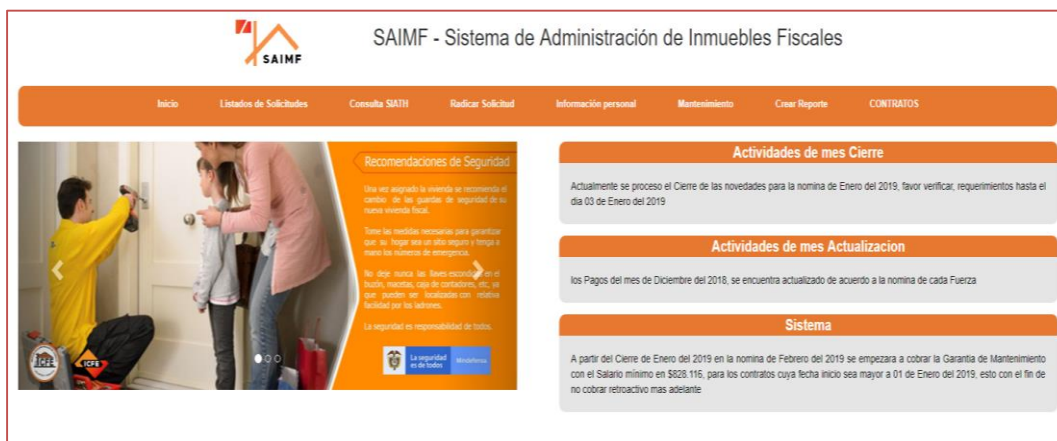 SAIMF
SAIMF - Sistema de Administración de Inmuebles Fiscales
Inicio Listados de Solicitudes Consulta SIATH Radicar Solicitud Información personal Mantenimiento Crear Reporte CONTRATOS
Recomendaciones de Seguridad
Una vez asignado la vivienda se recomienda el
cambio de las guardas de seguridad de su
nueva vivienda fiscal.
Tome las medidas necesarias para garantizar
que su hogar sea un sitio seguro y tenga a
mano los números de emergencia.
No deje nunca las llaves escondidas en el
buzón, macetas, caja de contadores, etc, ya
que pueden ser localizadas con relativa
facilidad por los ladrones.
La seguridad es responsabilidad de todos.
ICFE
ICFE
La seguridad
es de todos
Mindefensa
Actividades de mes Cierre
Actualmente se proceso el Cierre de las novedades para la nomina de Enero del 2019, favor verificar, requerimientos hasta el
dia 03 de Enero del 2019
Actividades de mes Actualizacion
los Pagos del mes de Diciembre del 2018, se encuentra actualizado de acuerdo a la nomina de cada Fuerza
Sistema
A partir del Cierre de Enero del 2019 en la nomina de Febrero del 2019 se empezara a cobrar la Garantia de Mantenimiento
con el Salario mínimo en $828.116, para los contratos cuya fecha inicio sea mayor a 01 de Enero del 2019, esto con el fin de
no cobrar retroactivo mas adelante